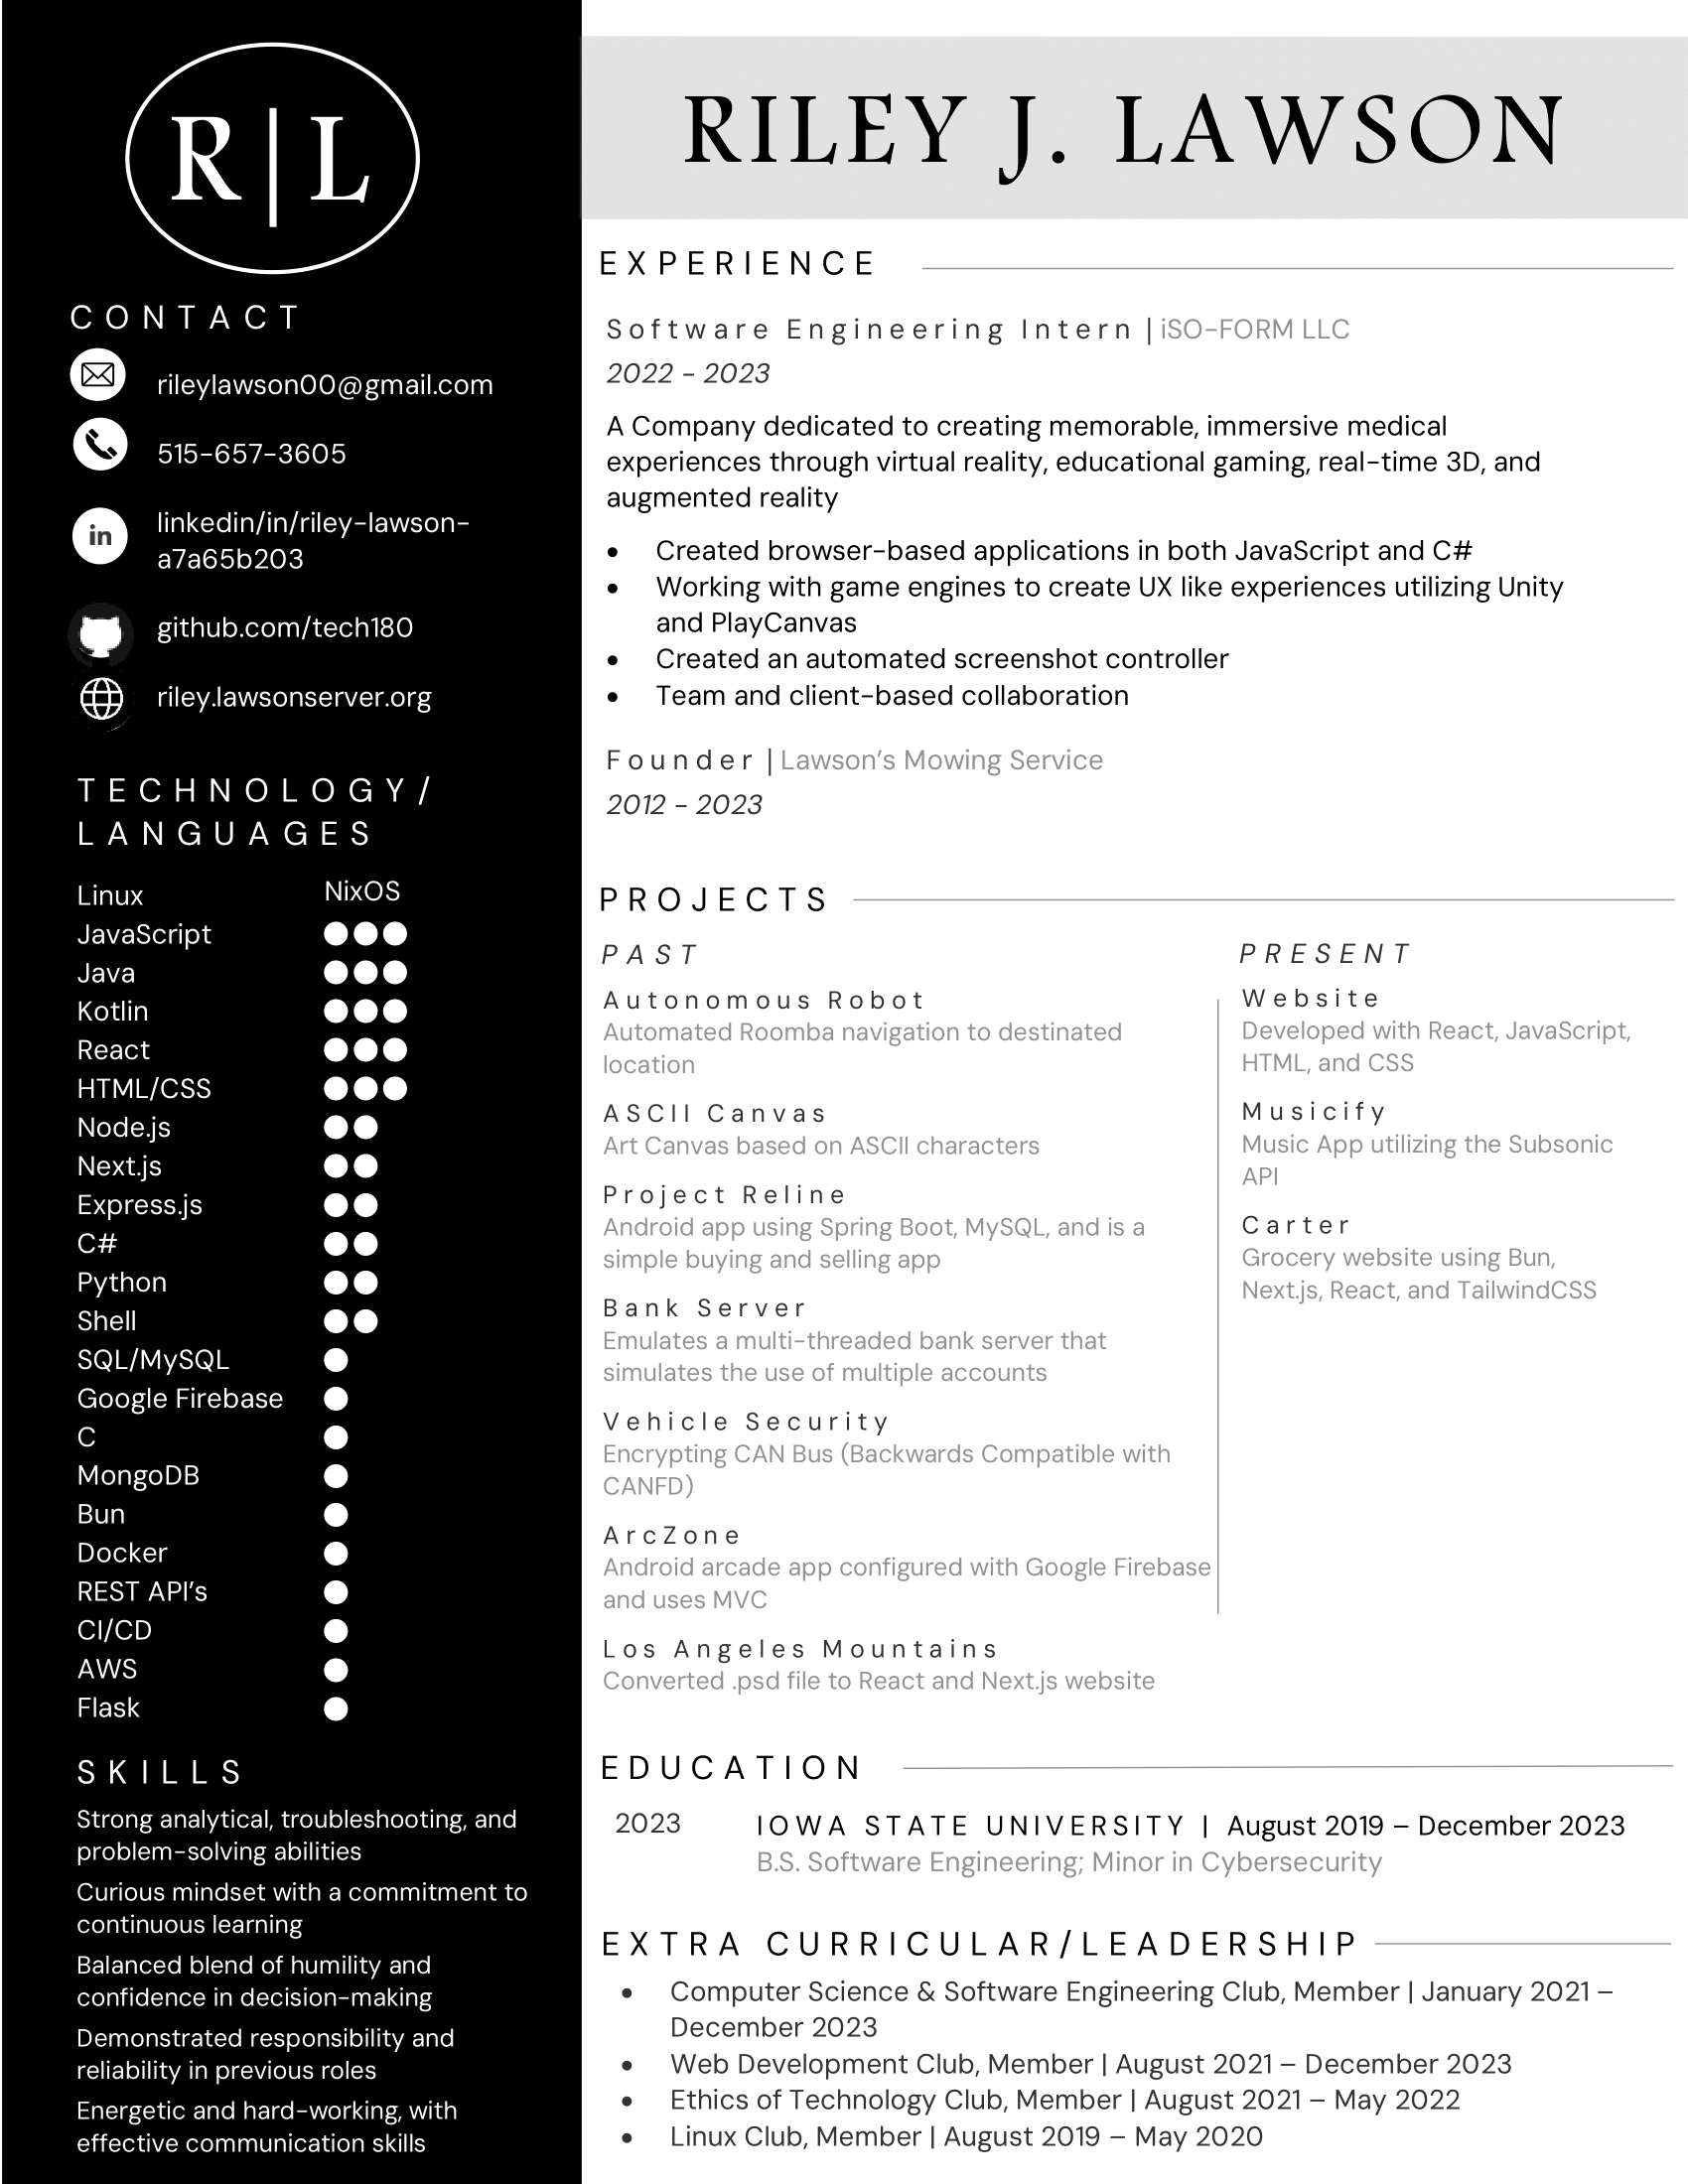 R | L
CONTACT
rileylawson00@gmail.com
515-657-3605
linkedin/in/riley-lawson-
a7a65b203
github.com/tech180
riley.lawsonserver.org
TECHNOLOGY/
LANGUAGES
Linux NixOS
JavaScript
Java
Kotlin
React
HTML/CSS
Node.js
Next.js
Express.js
C#
Python
Shell
SQL/MySQL
Google Firebase
C
MongoDB
Bun
Docker
REST API's
CI/CD
AWS
Flask
SKILLS
Strong analytical, troubleshooting, and
problem-solving abilities
Curious mindset with a commitment to
continuous learning
Balanced blend of humility and
confidence in decision-making
Demonstrated responsibility and
reliability in previous roles
Energetic and hard-working, with
effective communication skills
RILEY J. LAWSON
EXPERIENCE
Software Engineering Intern | iSO-FORM LLC
2022 - 2023
A Company dedicated to creating memorable, immersive medical
experiences through virtual reality, educational gaming, real-time 3D, and
augmented reality
• Created browser-based applications in both JavaScript and C#
• Working with game engines to create UX like experiences utilizing Unity
and PlayCanvas
• Created an automated screenshot controller
• Team and client-based collaboration
Founder | Lawson's Mowing Service
2012 - 2023
PROJECTS
PAST
Autonomous Robot
Automated Roomba navigation to destinated
location
ASCII Canvas
Art Canvas based on ASCII characters
Project Reline
Android app using Spring Boot, MySQL, and is a
simple buying and selling app
Bank Server
Emulates a multi-threaded bank server that
simulates the use of multiple accounts
Vehicle Security
Encrypting CAN Bus (Backwards Compatible with
CANFD)
ArcZone
Android arcade app configured with Google Firebase
and uses MVC
Los Angeles Mountains
Converted .psd file to React and Next.js website
PRESENT
Website
Developed with React, JavaScript,
HTML, and CSS
Musicify
Music App utilizing the Subsonic
API
Carter
Grocery website using Bun,
Next.js, React, and TailwindCSS
EDUCATION
2023 IOWA STATE UNIVERSITY | August 2019 – December 2023
B.S. Software Engineering; Minor in Cybersecurity
EXTRA CURRICULAR/LEADERSHIP
• Computer Science & Software Engineering Club, Member | January 2021 –
December 2023
• Web Development Club, Member | August 2021 – December 2023
• Ethics of Technology Club, Member | August 2021 – May 2022
• Linux Club, Member | August 2019 – May 2020